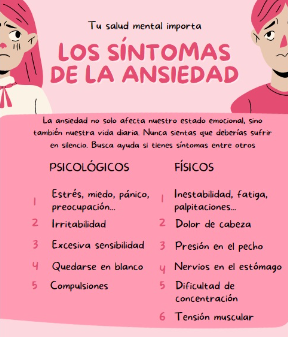 Tu salud mental importa
LOS SÍNTOMAS
DE LA ANSIEDAD
La ansiedad no solo afecta nuestro estado emocional, sino
también nuestra vida diaria. Nunca sientas que deberías sufrir
en silencio. Busca ayuda si tienes síntomas entre otros
PSICOLÓGICOS
1 Estrés, miedo, pánico,
preocupación...
2 Irritabilidad
3 Excesiva sensibilidad
4 Quedarse en blanco
5 Compulsiones
FÍSICOS
1 Inestabilidad, fatiga,
palpitaciones...
2 Dolor de cabeza
3 Presión en el pecho
4 Nervios en el estómago
5 Dificultad de
concentración
6 Tensión muscular